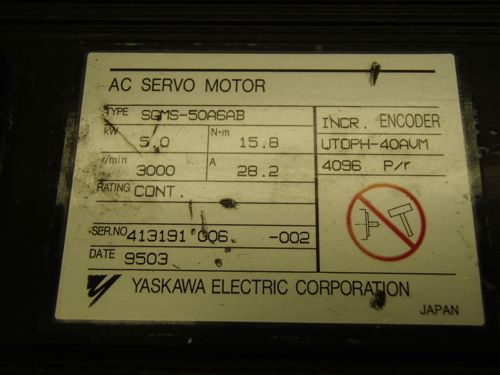 AC SERVO MOTOR
TYPE SGMS-50A6AB
kW 5.0 N·m 15.8
r/min 3000 A 28.2
RATING CONT.
SER.NO 413191 006 -002
DATE 9503
INCR. ENCODER
UTOPH-40AVM
4096 P/r
YASKAWA ELECTRIC CORPORATION
JAPAN